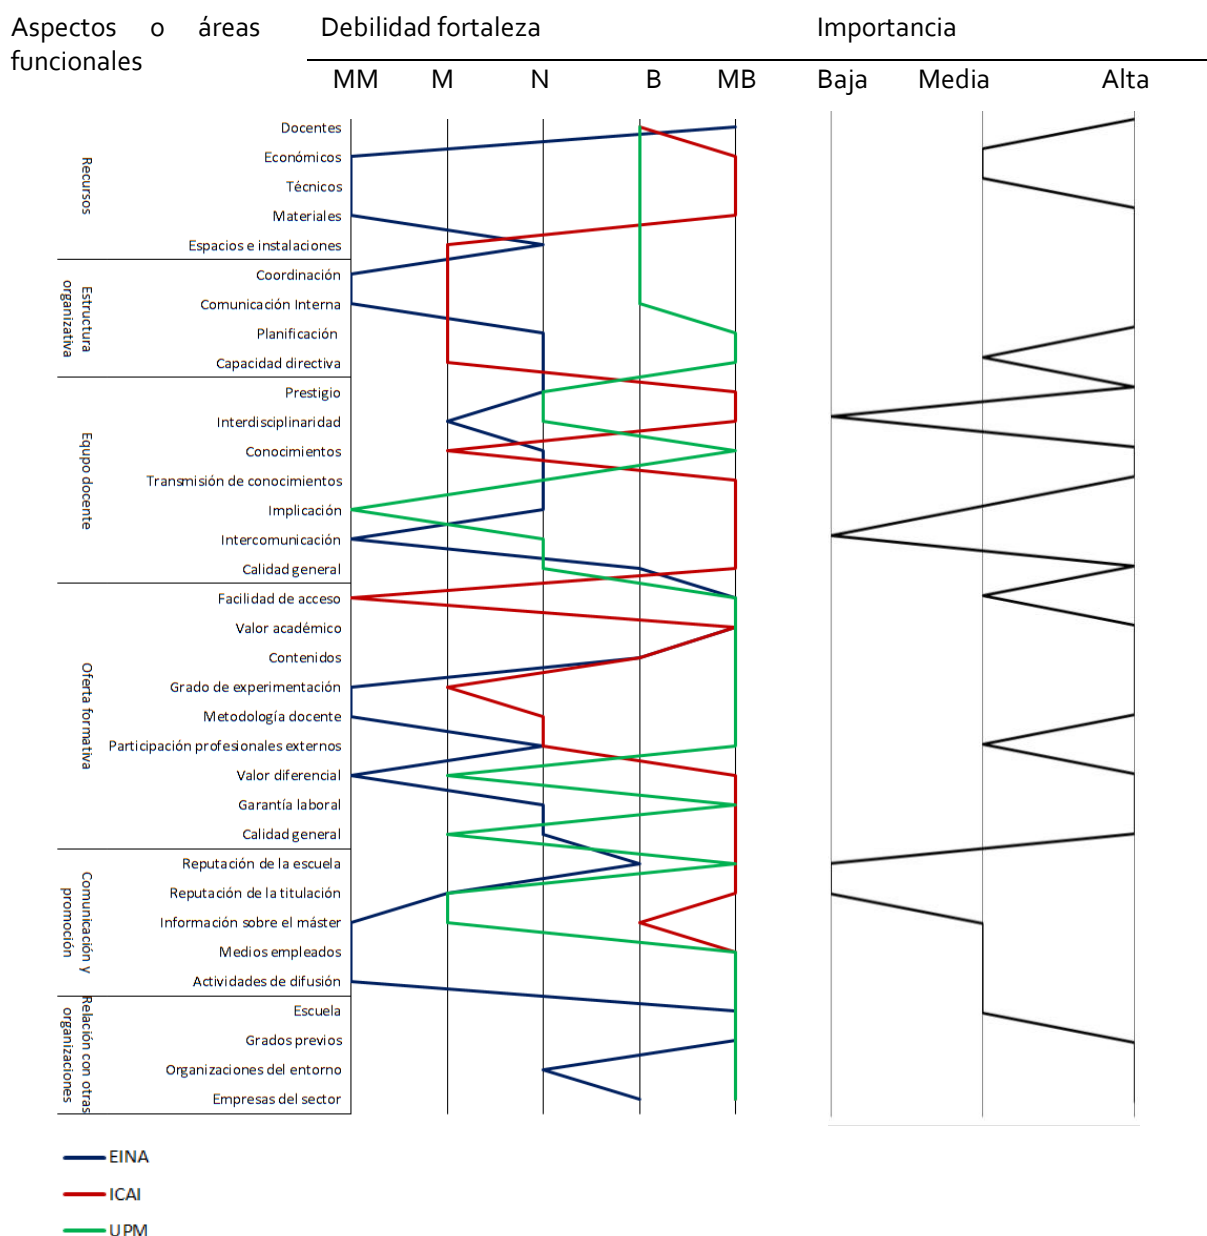 Aspectos o áreas funcionales
Debilidad fortaleza
Importancia
MM M N B MB
Baja Media Alta
Recursos
Docentes
Económicos
Técnicos
Materiales
Espacios e instalaciones
Estructura organizativa
Coordinación
Comunicación Interna
Planificación
Capacidad directiva
Equpo docente
Prestigio
Interdisciplinaridad
Conocimientos
Transmisión de conocimientos
Implicación
Intercomunicación
Calidad general
Oferta formativa
Facilidad de acceso
Valor académico
Contenidos
Grado de experimentación
Metodología docente
Participación profesionales externos
Valor diferencial
Garantía laboral
Calidad general
Comunicación y promoción
Reputación de la escuela
Reputación de la titulación
Información sobre el máster
Medios empleados
Actividades de difusión
Relación con otras organizaciones
Escuela
Grados previos
Organizaciones del entorno
Empresas del sector
EINA
ICAI
UPM